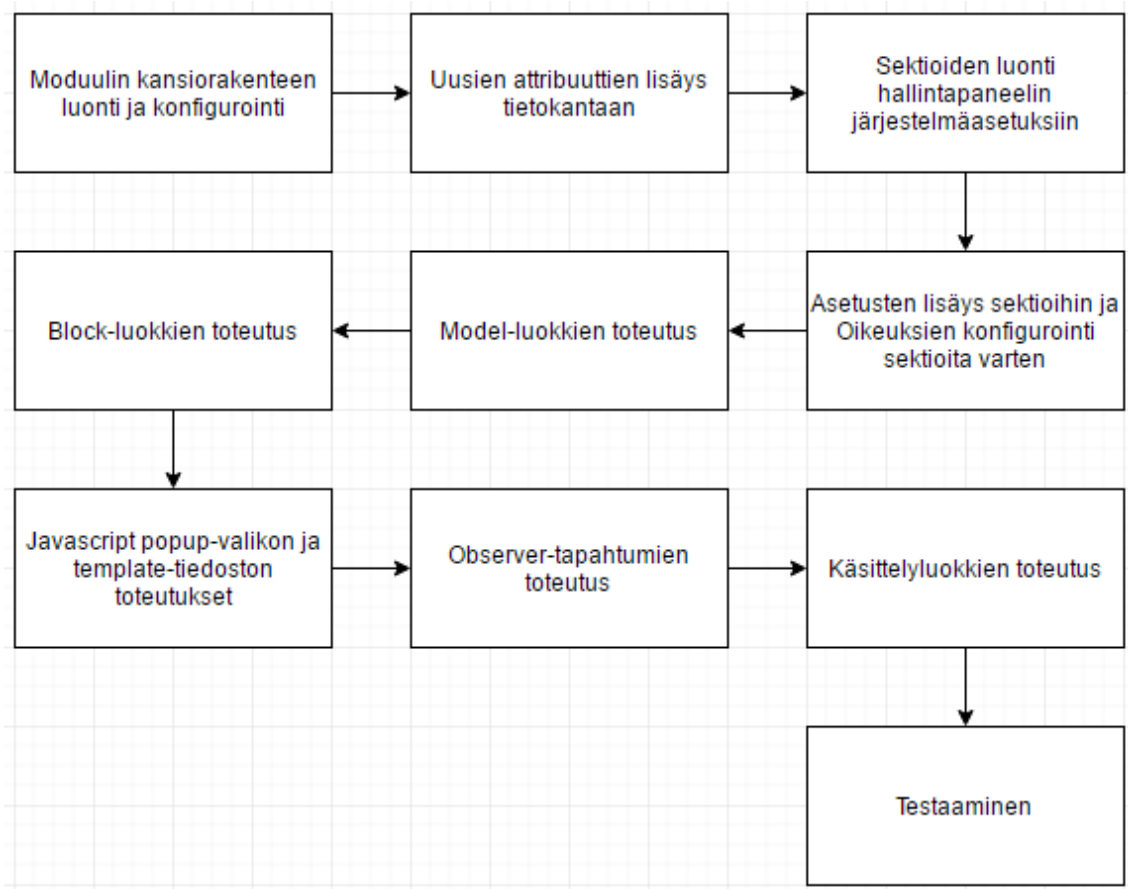 Moduulin kansiorakenteen
luonti ja konfigurointi
Uusien attribuuttien lisäys
tietokantaan
Sektioiden luonti
hallintapaneelin
järjestelmäasetuksiin
Asetusten lisäys sektioihin ja
Oikeuksien konfigurointi
sektioita varten
Model-luokkien toteutus
Block-luokkien toteutus
Javascript popup-valikon ja
template-tiedoston
toteutukset
Observer-tapahtumien
toteutus
Käsittelyluokkien toteutus
Testaaminen